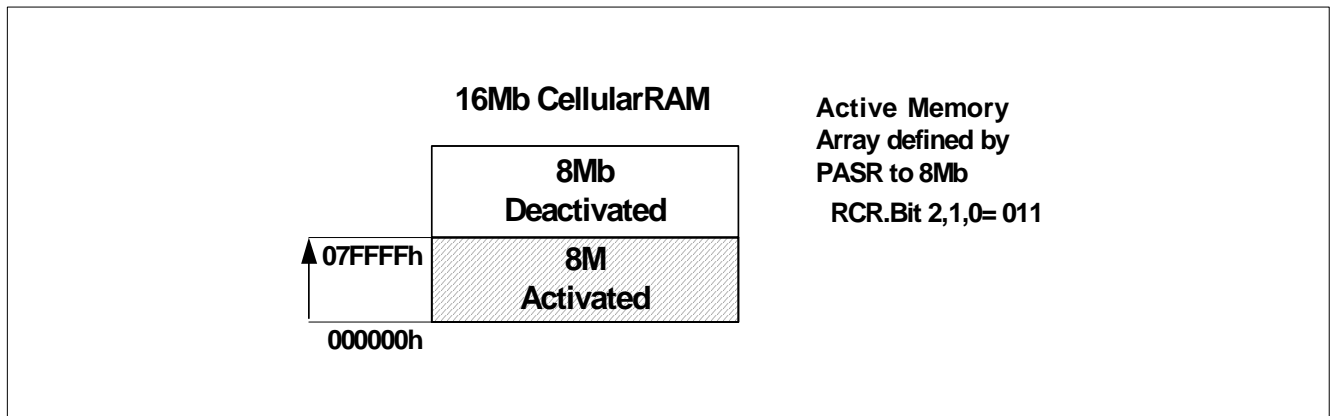 16Mb CellularRAM
8Mb
Deactivated
07FFFFh
8M
Activated
000000h
Active Memory
Array defined by
PASR to 8Mb
RCR.Bit 2,1,0= 011